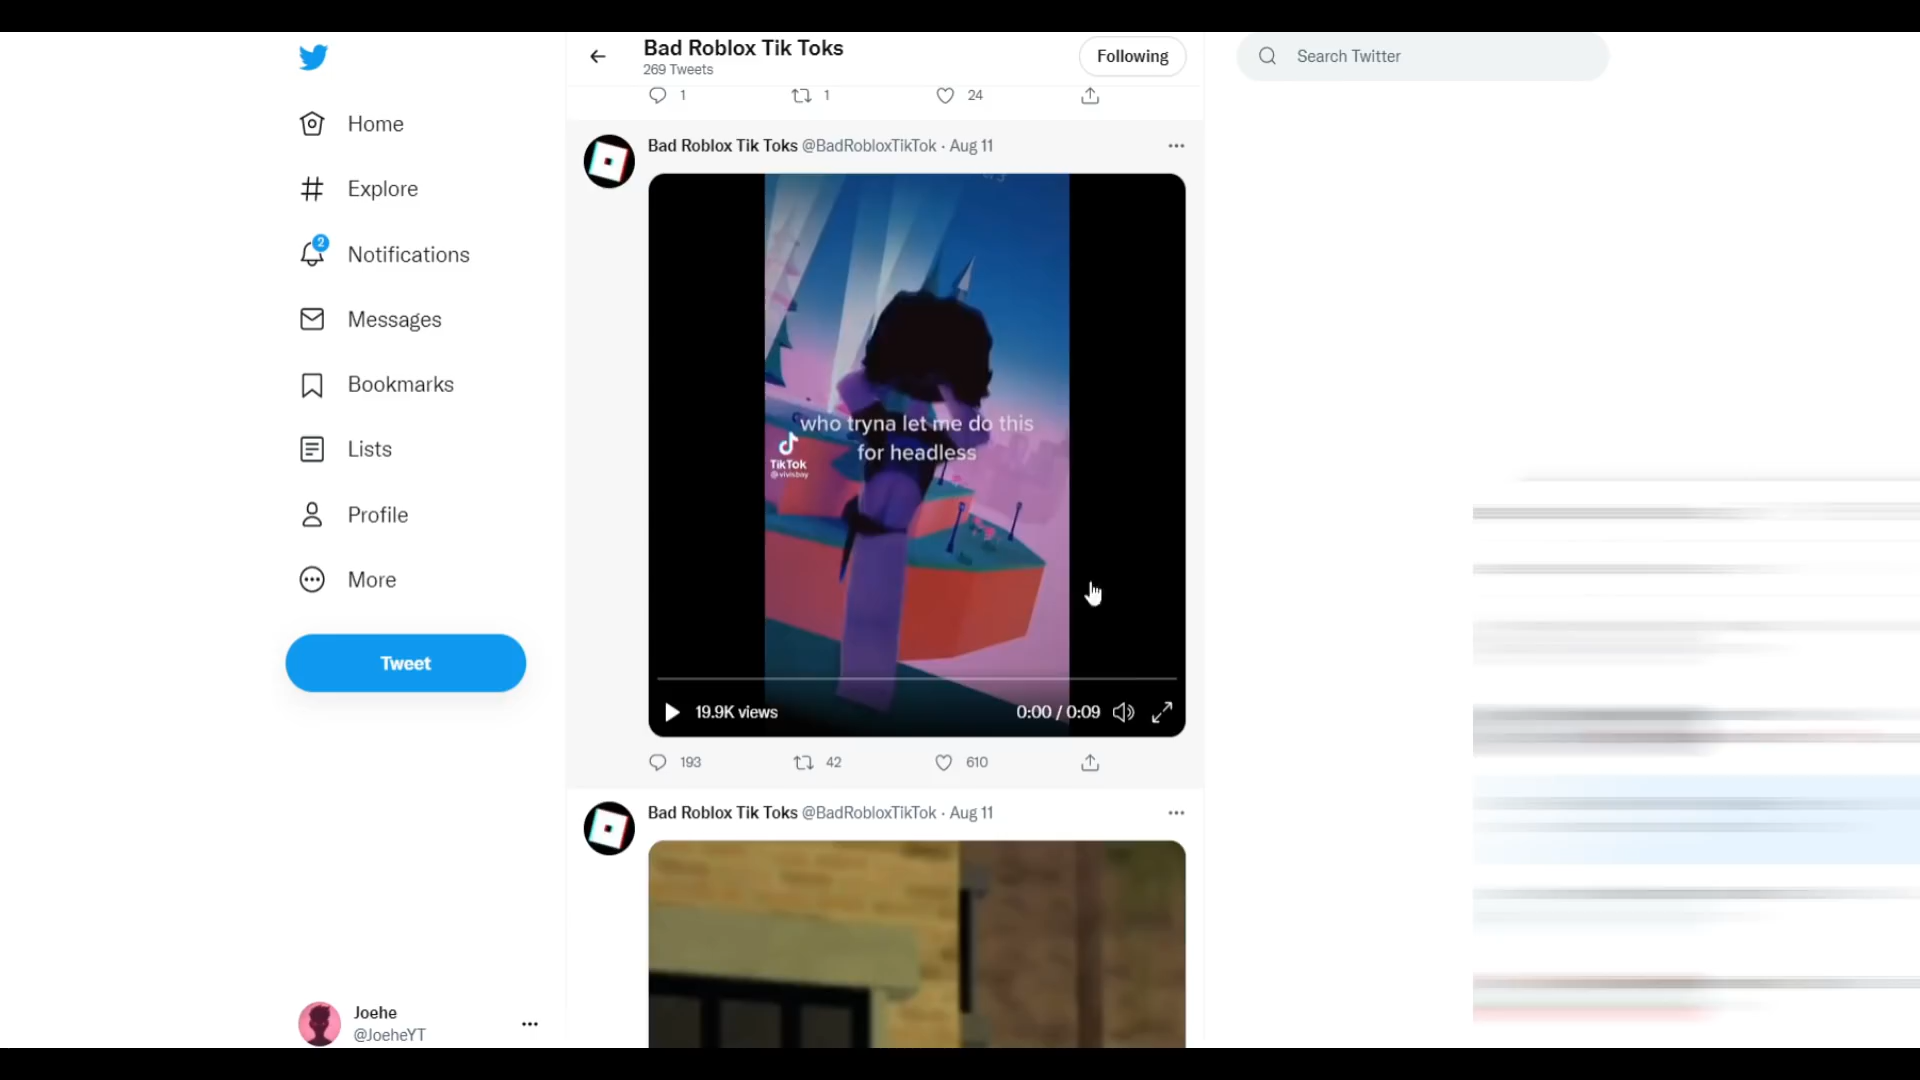 Bad Roblox Tik Toks
269 Tweets
Following
Search Twitter
Home
Explore
2
Notifications
Messages
Bookmarks
Lists
Profile
More
Tweet
Joehe
@JoeheYT
1 1 24
Bad Roblox Tik Toks @BadRobloxTikTok · Aug 11
who tryna let me do this
for headless
TikTok
@vivisbay
19.9K views
0:00 / 0:09
193 42 610
Bad Roblox Tik Toks @BadRobloxTikTok · Aug 11